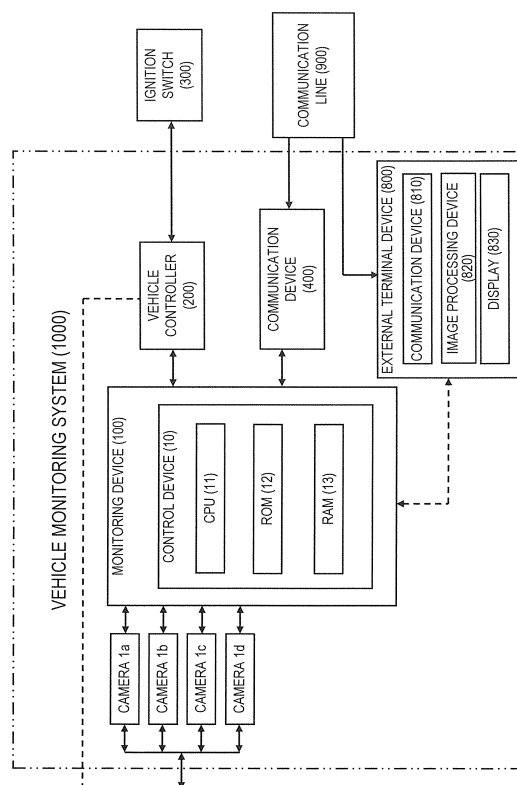 VEHICLE MONITORING SYSTEM (1000)
CAMERA 1a
CAMERA 1b
CAMERA 1c
CAMERA 1d
MONITORING DEVICE (100)
CONTROL DEVICE (10)
CPU (11)
ROM (12)
RAM (13)
VEHICLE
CONTROLLER
(200)
IGNITION
SWITCH
(300)
COMMUNICATION
DEVICE
(400)
COMMUNICATION
LINE (900)
EXTERNAL TERMINAL DEVICE (800)
COMMUNICATION DEVICE (810)
IMAGE PROCESSING DEVICE
(820)
DISPLAY (830)